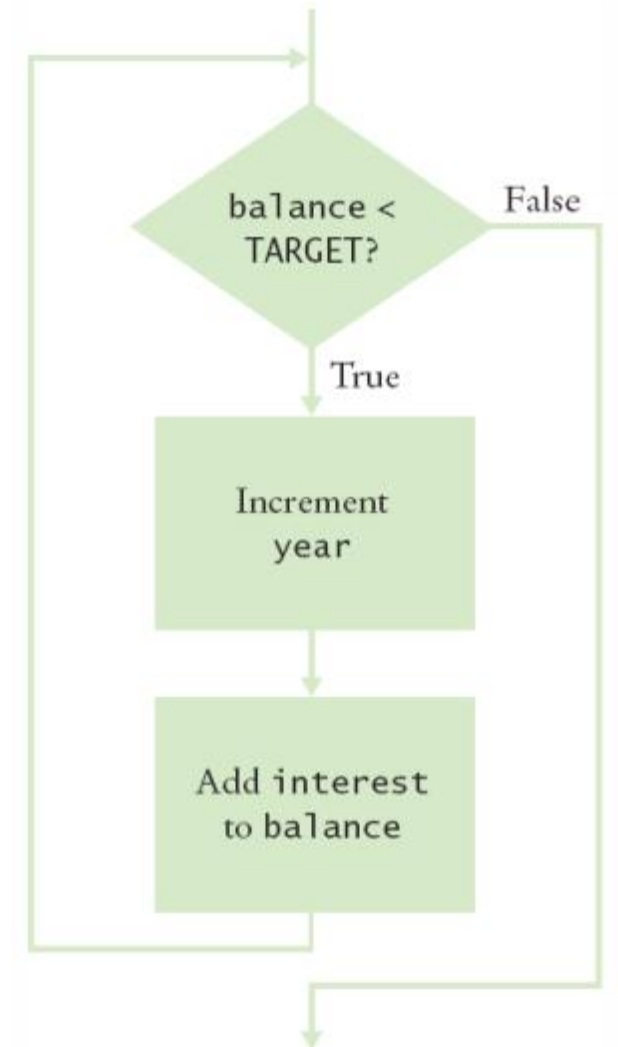 balance <
TARGET?
False
True
Increment
year
Add interest
to balance